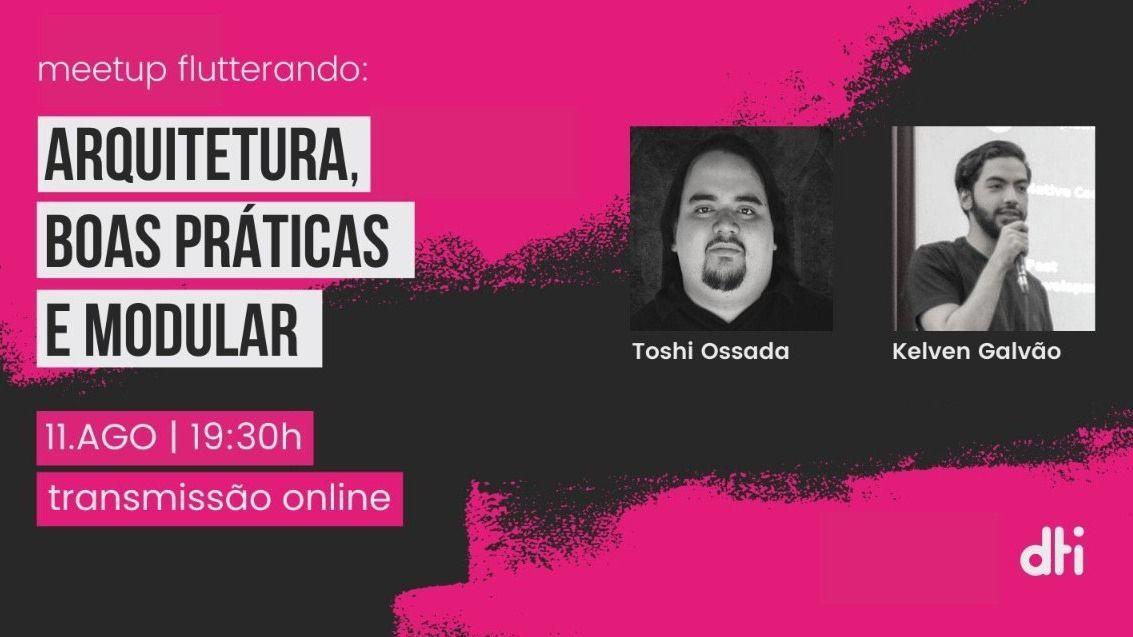 meetup flutterando:
ARQUITETURA,
BOAS PRÁTICAS
E MODULAR
11.AGO | 19:30h
transmissão online
Toshi Ossada
Kelven Galvão
dti